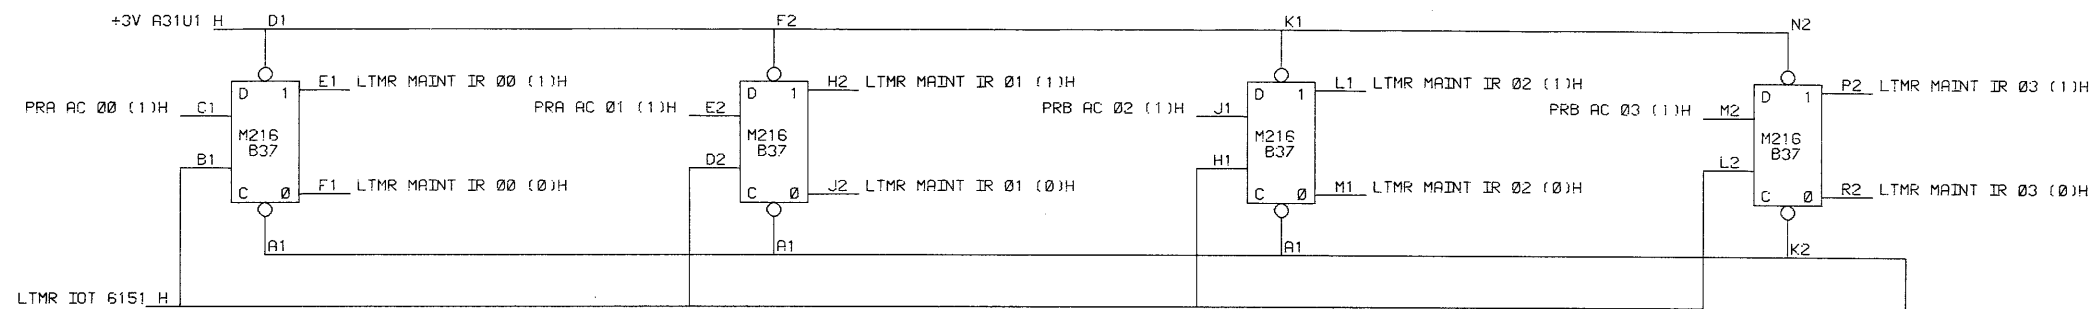 +3V A31U1 H D1 F2 K1 N2
E1 LTMR MAINT IR 00 (1)H H2 LTMR MAINT IR 01 (1)H L1 LTMR MAINT IR 02 (1)H P2 LTMR MAINT IR 03 (1)H
D 1 D 1 D 1 D 1
PRA AC 00 (1)H C1 PRA AC 01 (1)H E2 PRB AC 02 (1)H J1 PRB AC 03 (1)H M2
M216 M216 M216 M216
B37 B37 B37 B37
B1 D2 H1 L2
C 0 C 0 C 0 C 0
F1 LTMR MAINT IR 00 (0)H J2 LTMR MAINT IR 01 (0)H M1 LTMR MAINT IR 02 (0)H R2 LTMR MAINT IR 03 (0)H
A1 A1 A1 K2
LTMR IOT 6151 H